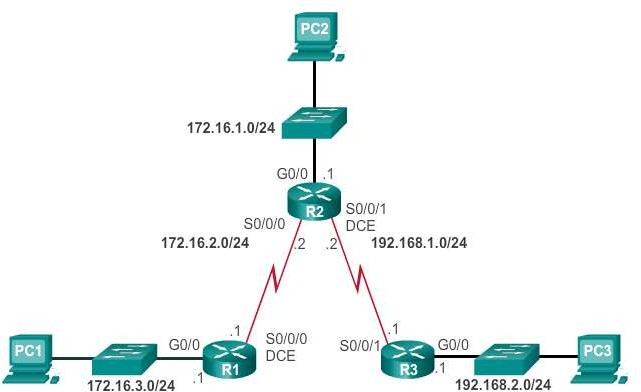 PC2
172.16.1.0/24
G0/0
.1
R2
S0/0/1
DCE
S0/0/0
172.16.2.0/24
.2
.2
192.168.1.0/24
.1
S0/0/0
DCE
.1
PC1
G0/0
R1
S0/0/1
R3
G0/0
PC3
.1
.1
172.16.3.0/24
192.168.2.0/24